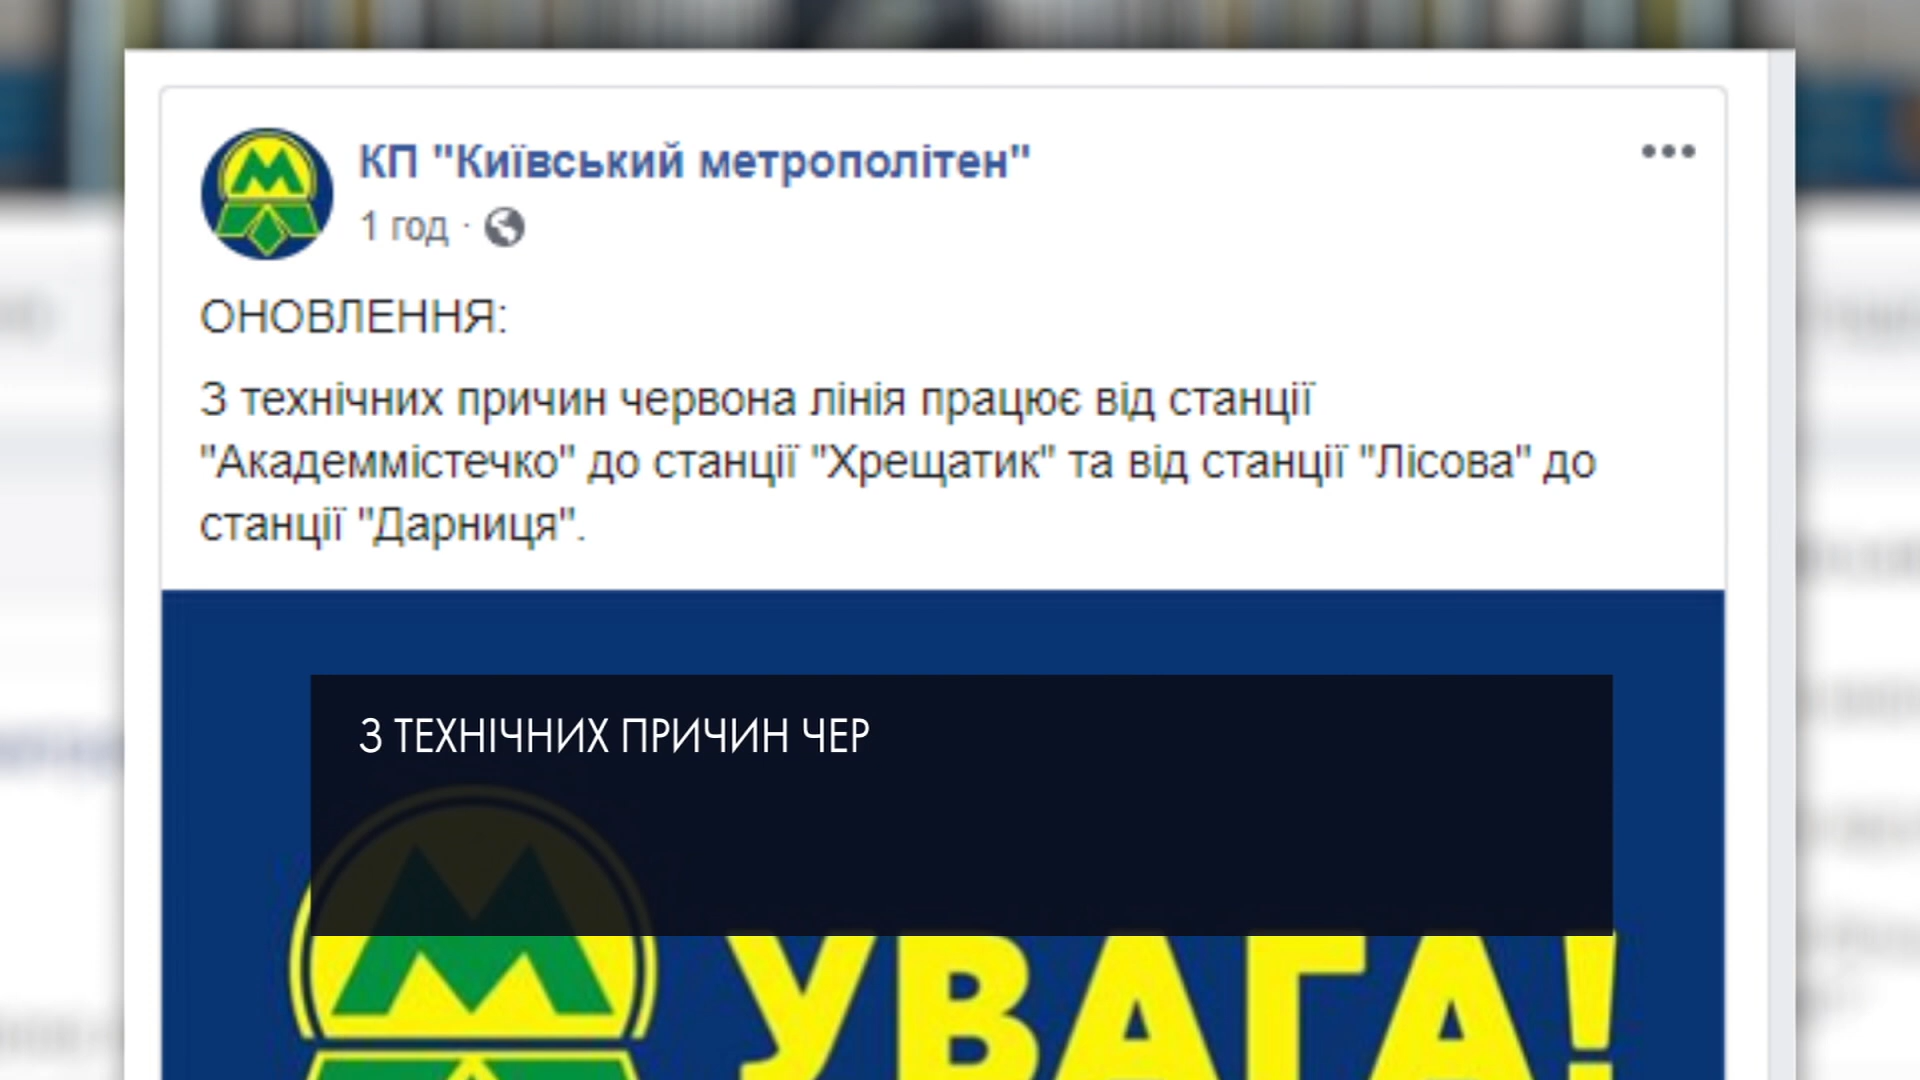 КП "Київський метрополітен"
1 год ·
ОНОВЛЕННЯ:
З технічних причин червона лінія працює від станції
"Академмістечко" до станції "Хрещатик" та від станції "Лісова" до
станції "Дарниця".
З ТЕХНІЧНИХ ПРИЧИН ЧЕР
УВАГА!